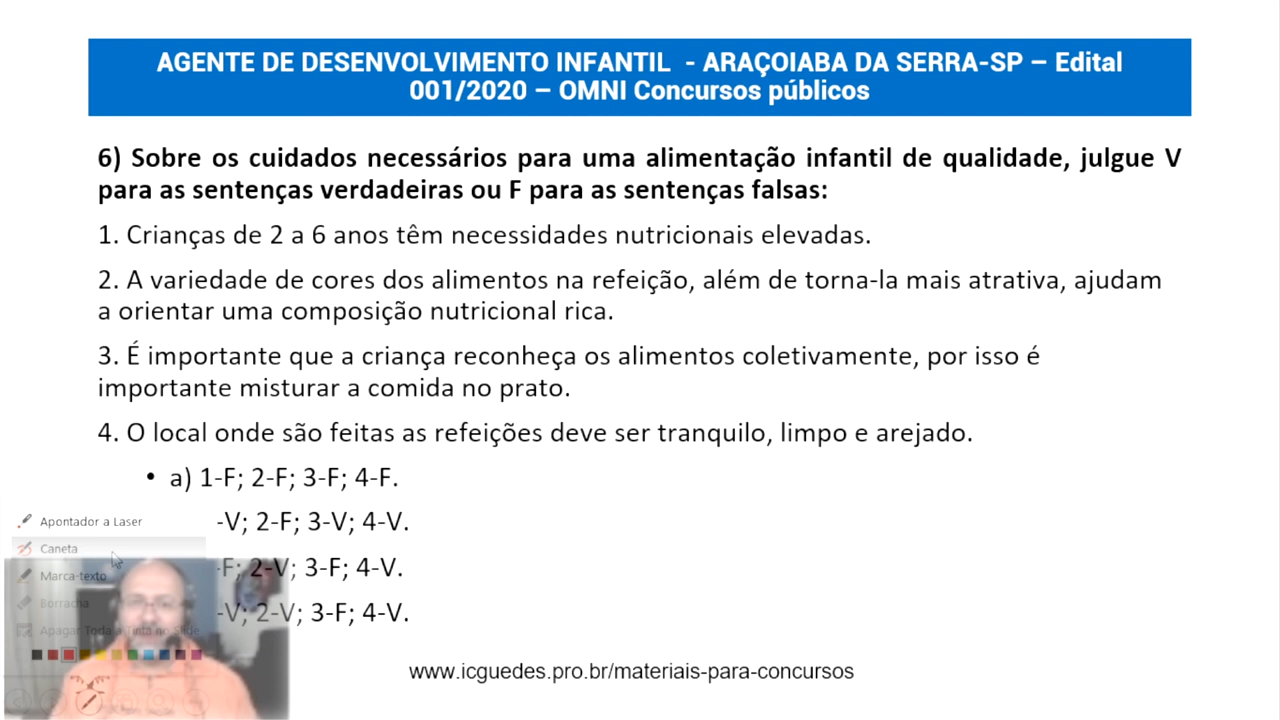 AGENTE DE DESENVOLVIMENTO INFANTIL - ARAÇOIABA DA SERRA-SP – Edital
001/2020 – OMNI Concursos públicos
6) Sobre os cuidados necessários para uma alimentação infantil de qualidade, julgue V
para as sentenças verdadeiras ou F para as sentenças falsas:
1. Crianças de 2 a 6 anos têm necessidades nutricionais elevadas.
2. A variedade de cores dos alimentos na refeição, além de torna-la mais atrativa, ajudam
a orientar uma composição nutricional rica.
3. É importante que a criança reconheça os alimentos coletivamente, por isso é
importante misturar a comida no prato.
4. O local onde são feitas as refeições deve ser tranquilo, limpo e arejado.
• a) 1-F; 2-F; 3-F; 4-F.
-V; 2-F; 3-V; 4-V.
-F; 2-V; 3-F; 4-V.
-V; 2-V; 3-F; 4-V.
Apontador a Laser
Caneta
Marca-texto
Borracha
Apagar Toda a Tinta no Slide
www.icguedes.pro.br/materiais-para-concursos